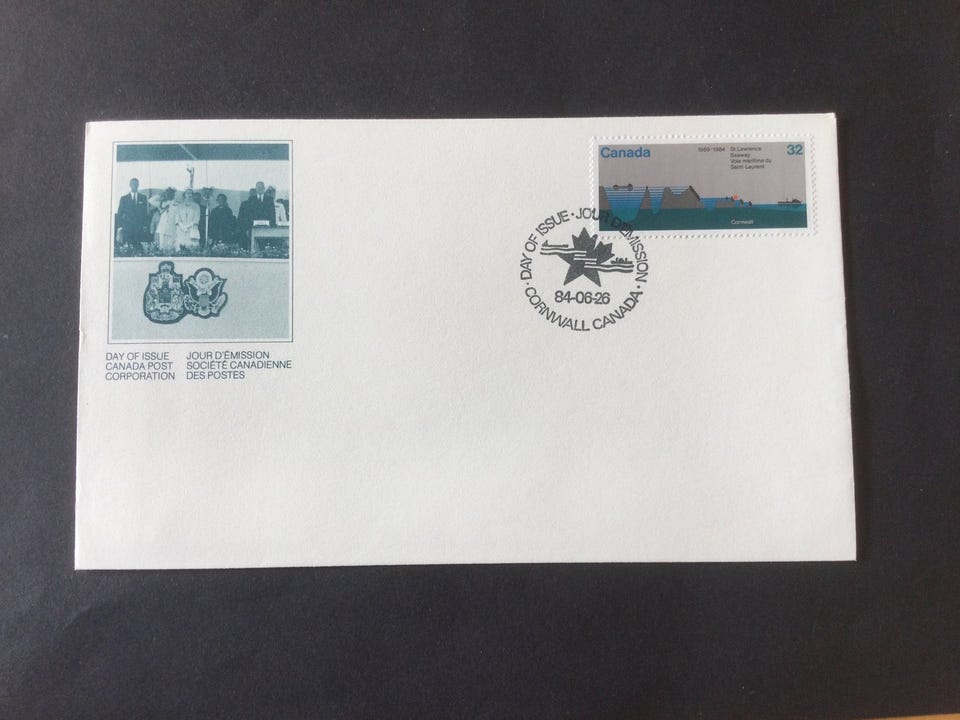 Canada
1959-1984
St. Lawrence
Seaway
Voie maritime du
Saint-Laurent
32
Cornwall
· DAY OF ISSUE · JOUR D'ÉMISSION ·
84-06-26
CORNWALL CANADA
DAY OF ISSUE
CANADA POST
CORPORATION
JOUR D'ÉMISSION
SOCIÉTÉ CANADIENNE
DES POSTES